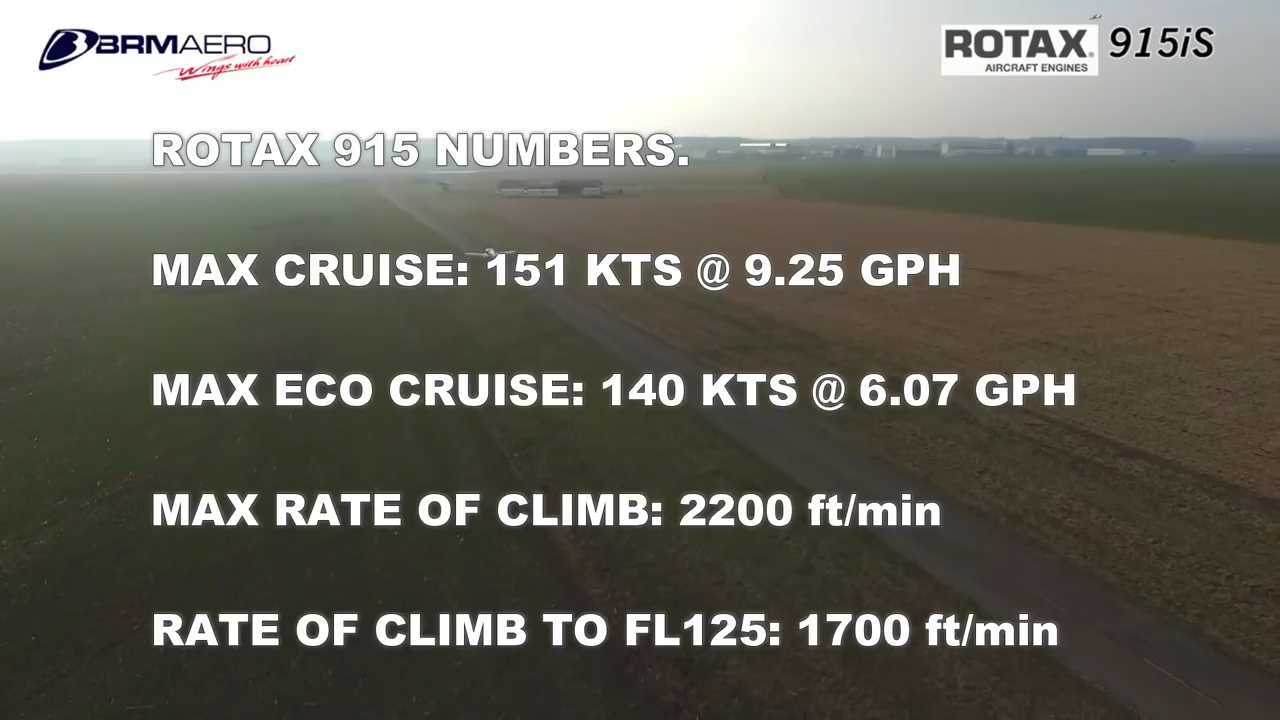 BRMAERO
Wings with heart
ROTAX® 915iS
AIRCRAFT ENGINES
ROTAX 915 NUMBERS.
MAX CRUISE: 151 KTS @ 9.25 GPH
MAX ECO CRUISE: 140 KTS @ 6.07 GPH
MAX RATE OF CLIMB: 2200 ft/min
RATE OF CLIMB TO FL125: 1700 ft/min